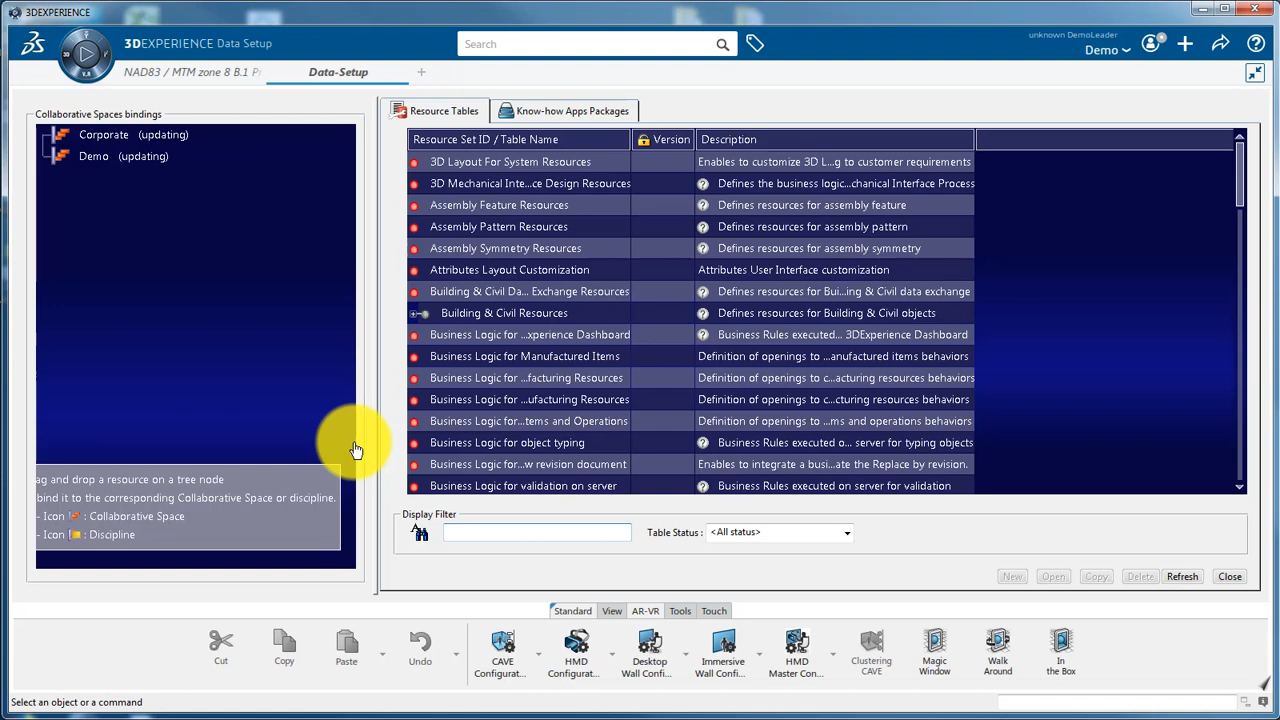 3DEXPERIENCE
3DEXPERIENCE Data Setup
Search
unknown DemoLeader
Demo
3D
V.R
NAD83 / MTM zone 8 B.1 Pr
Data-Setup
Collaborative Spaces bindings
Corporate (updating)
Demo (updating)
ag and drop a resource on a tree node
bind it to the corresponding Collaborative Space or discipline.
- Icon : Collaborative Space
- Icon : Discipline
Resource Tables
Know-how Apps Packages
Resource Set ID / Table Name Version Description
3D Layout For System Resources Enables to customize 3D L...g to customer requirements
3D Mechanical Inte...ce Design Resources Defines the business logic...chanical Interface Process
Assembly Feature Resources Defines resources for assembly feature
Assembly Pattern Resources Defines resources for assembly pattern
Assembly Symmetry Resources Defines resources for assembly symmetry
Attributes Layout Customization Attributes User Interface customization
Building & Civil Da... Exchange Resources Defines resources for Bui...ing & Civil data exchange
Building & Civil Resources Defines resources for Building & Civil objects
Business Logic for ...xperience Dashboard Business Rules executed... 3DExperience Dashboard
Business Logic for Manufactured Items Definition of openings to ...anufactured items behaviors
Business Logic for ...facturing Resources Definition of openings to c...acturing resources behaviors
Business Logic for ...ufacturing Resources Definition of openings to c...cturing resources behaviors
Business Logic for...tems and Operations Definition of openings to ...ms and operations behaviors
Business Logic for object typing Business Rules executed o... server for typing objects
Business Logic for...w revision document Enables to integrate a busi...ate the Replace by revision.
Business Logic for validation on server Business Rules executed on server for validation
Display Filter
Table Status : <All status>
New Open Copy Delete Refresh Close
Standard View AR-VR Tools Touch
Cut
Copy
Paste
Undo
CAVE Configurat...
HMD Configurat...
Desktop Wall Confi...
Immersive Wall Confi...
HMD Master Con...
Clustering CAVE
Magic Window
Walk Around
In the Box
Select an object or a command